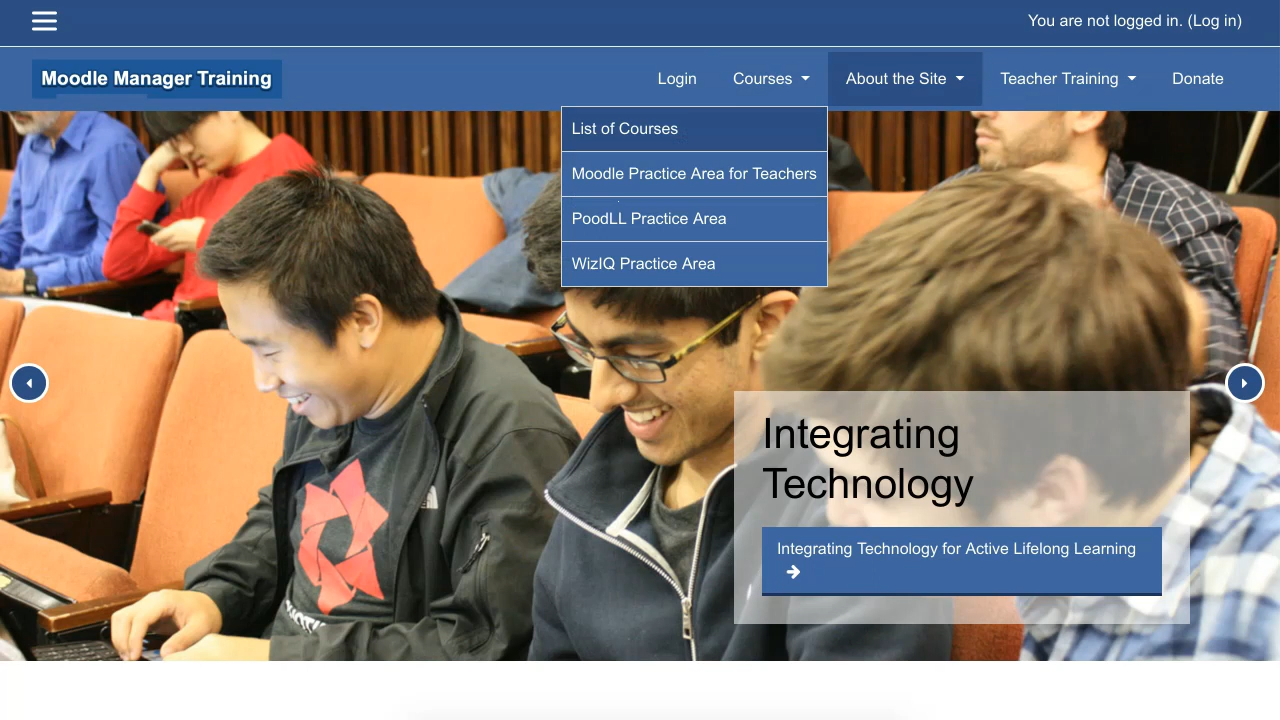 You are not logged in. (Log in)
Moodle Manager Training
Login Courses About the Site Teacher Training Donate
List of Courses
Moodle Practice Area for Teachers
PoodLL Practice Area
WizIQ Practice Area
Integrating
Technology
Integrating Technology for Active Lifelong Learning